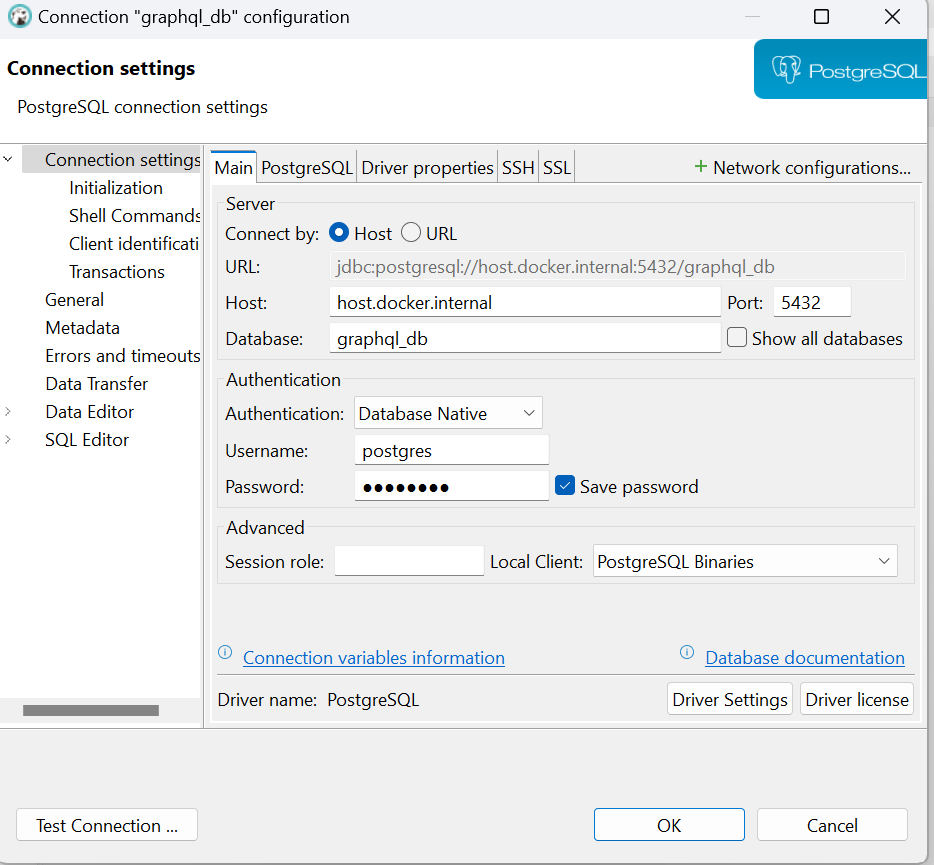 Connection "graphql_db" configuration
Connection settings
PostgreSQL connection settings
PostgreSQL
Connection settings
Initialization
Shell Commands
Client identificati
Transactions
General
Metadata
Errors and timeouts
Data Transfer
Data Editor
SQL Editor
Main PostgreSQL Driver properties SSH SSL + Network configurations...
Server
Connect by: Host URL
URL: jdbc:postgresql://host.docker.internal:5432/graphql_db
Host: host.docker.internal Port: 5432
Database: graphql_db Show all databases
Authentication
Authentication: Database Native
Username: postgres
Password: ●●●●●●●● Save password
Advanced
Session role: Local Client: PostgreSQL Binaries
Connection variables information Database documentation
Driver name: PostgreSQL Driver Settings Driver license
Test Connection ... OK Cancel